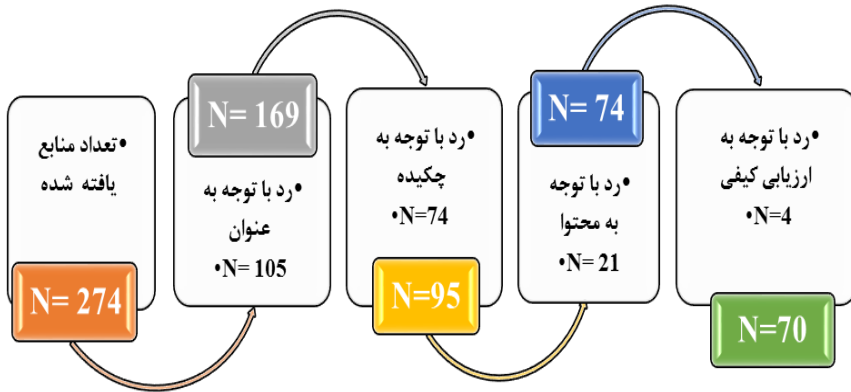 •تعداد منابع
یافته شده
N= 274
N= 169
•رد با توجه به
عنوان
•N= 105
•رد با توجه به
چکیده
•N=74
N=95
N= 74
•رد با توجه
به محتوا
•N= 21
•رد با توجه به
ارزیابی کیفی
•N=4
N=70